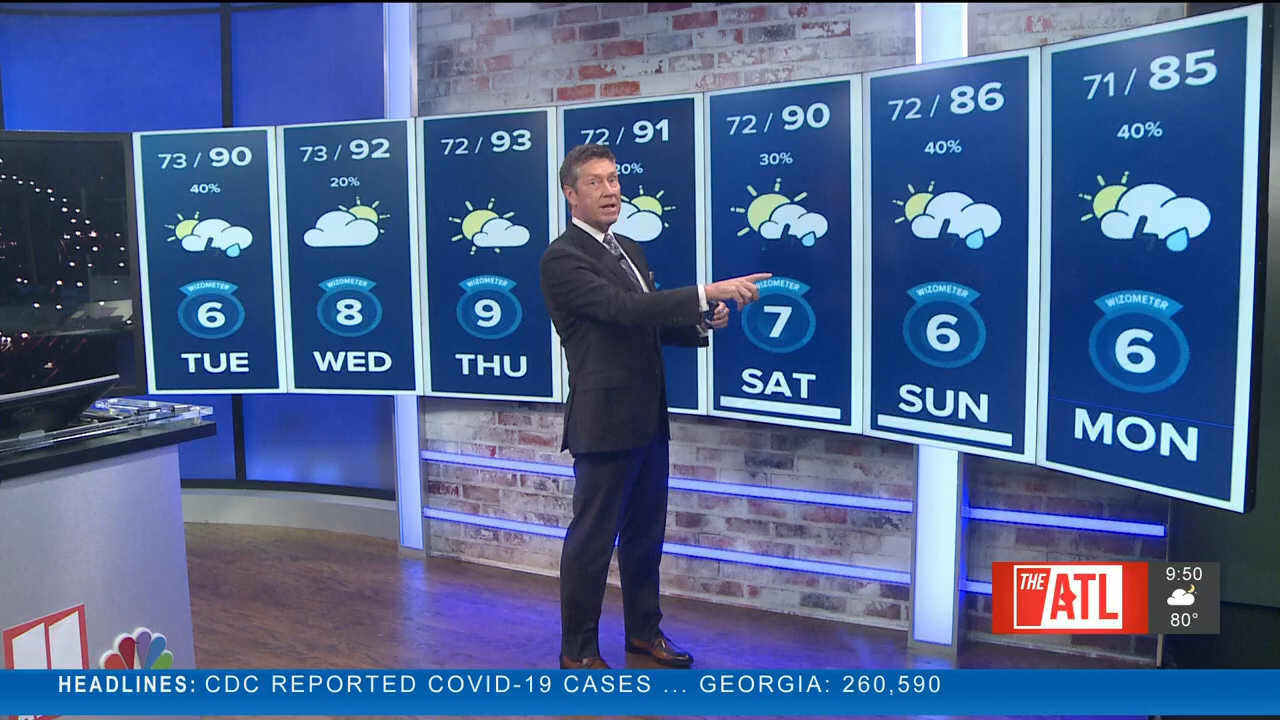 73 / 90
40%
WIZOMETER
6
TUE
73 / 92
20%
WIZOMETER
8
WED
72 / 93
WIZOMETER
9
THU
72 / 91
20%
72 / 90
30%
WIZOMETER
7
SAT
72 / 86
40%
WIZOMETER
6
SUN
71 / 85
40%
WIZOMETER
6
MON
THE ATL
9:50
80°
HEADLINES: CDC REPORTED COVID-19 CASES ... GEORGIA: 260,590